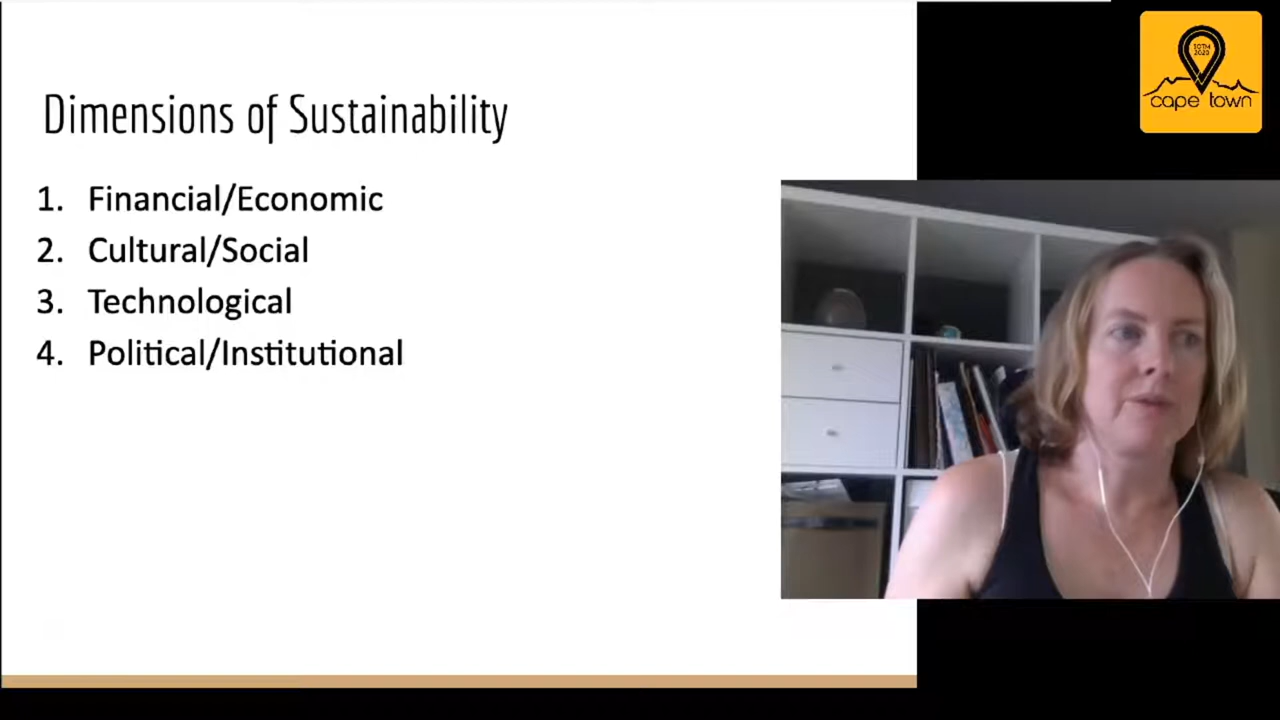 Dimensions of Sustainability
1. Financial/Economic
2. Cultural/Social
3. Technological
4. Political/Institutional
cape town